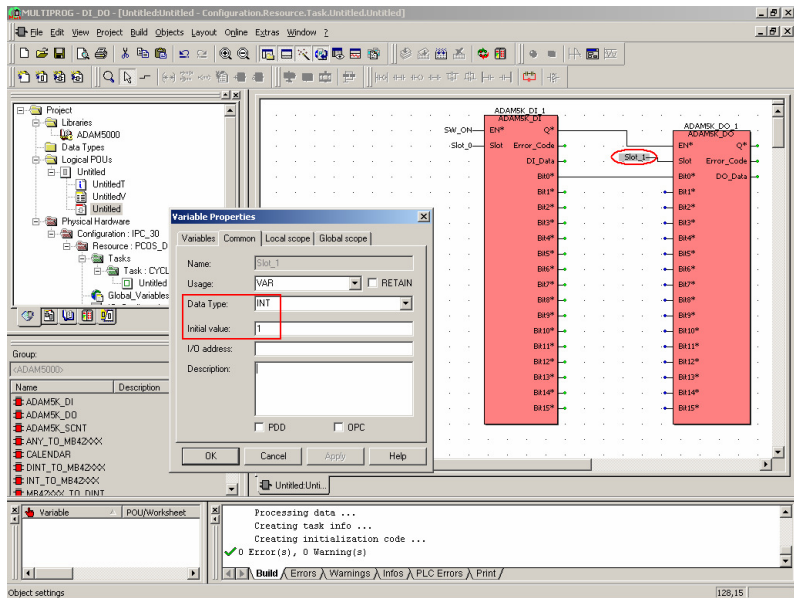 MULTIPROG - DI_DO - [Untitled:Untitled - Configuration.Resource.Task.Untitled.Untitled]
File Edit View Project Build Objects Layout Online Extras Window ?
Project
Libraries
ADAM5000
Data Types
Logical POUs
Untitled
UntitledT
UntitledV
Untitled
Physical Hardware
Configuration : IPC_30
Resource : PCOS_D
Tasks
Task : CYCL
Untitled
Global_Variables
Group:
<ADAM5000>
Name Description
ADAM5K_DI
ADAM5K_DO
ADAM5K_SCNT
ANY_TO_MB42XXX
CALENDAR
DINT_TO_MB42XXX
INT_TO_MB42XXX
MB42XXX_TO_DINT
Variable Properties
Variables Common Local scope Global scope
Name: Slot_1
Usage: VAR RETAIN
Data Type: INT
Initial value: 1
I/O address:
Description:
PDD OPC
OK Cancel Apply Help
ADAM5K_DI_1
ADAM5K_DI
SW_ON EN* Q*
Slot_0 Slot Error_Code
DI_Data
Bit0*
Bit1*
Bit2*
Bit3*
Bit4*
Bit5*
Bit6*
Bit7*
Bit8*
Bit9*
Bit10*
Bit11*
Bit12*
Bit13*
Bit14*
Bit15*
ADAM5K_DO_1
ADAM5K_DO
EN* Q*
Slot_1 Slot Error_Code
Bit0* DO_Data
Bit1*
Bit2*
Bit3*
Bit4*
Bit5*
Bit6*
Bit7*
Bit8*
Bit9*
Bit10*
Bit11*
Bit12*
Bit13*
Bit14*
Bit15*
Untitled:Unti...
Variable POU/Worksheet
Processing data ...
Creating task info ...
Creating initialization code ...
0 Error(s), 0 Warning(s)
Build Errors Warnings Infos PLC Errors Print
Object settings 128,15